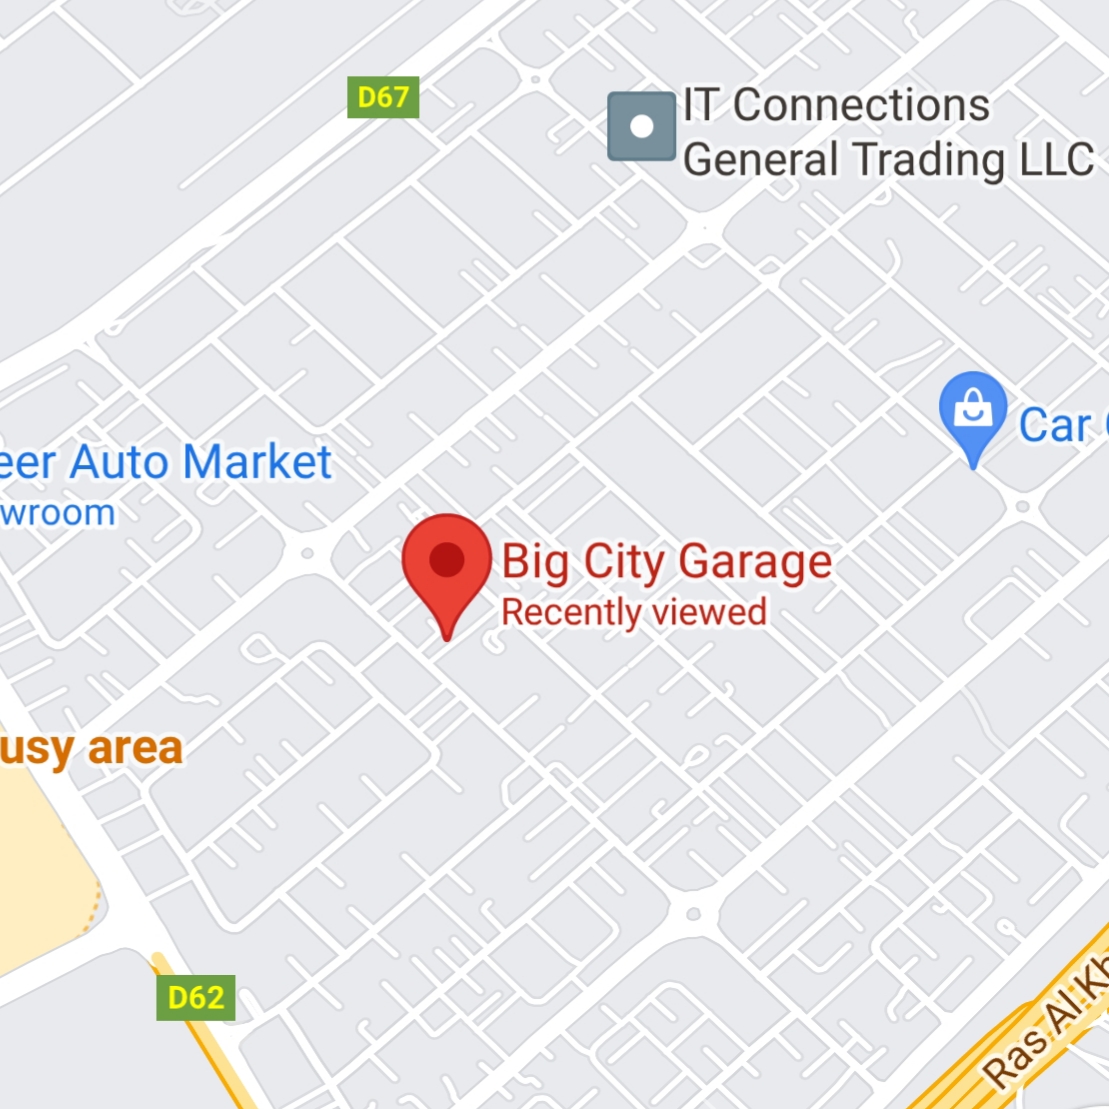 D67
IT Connections
General Trading LLC
Car
eer Auto Market
wroom
Big City Garage
Recently viewed
usy area
D62
Ras Al Kh